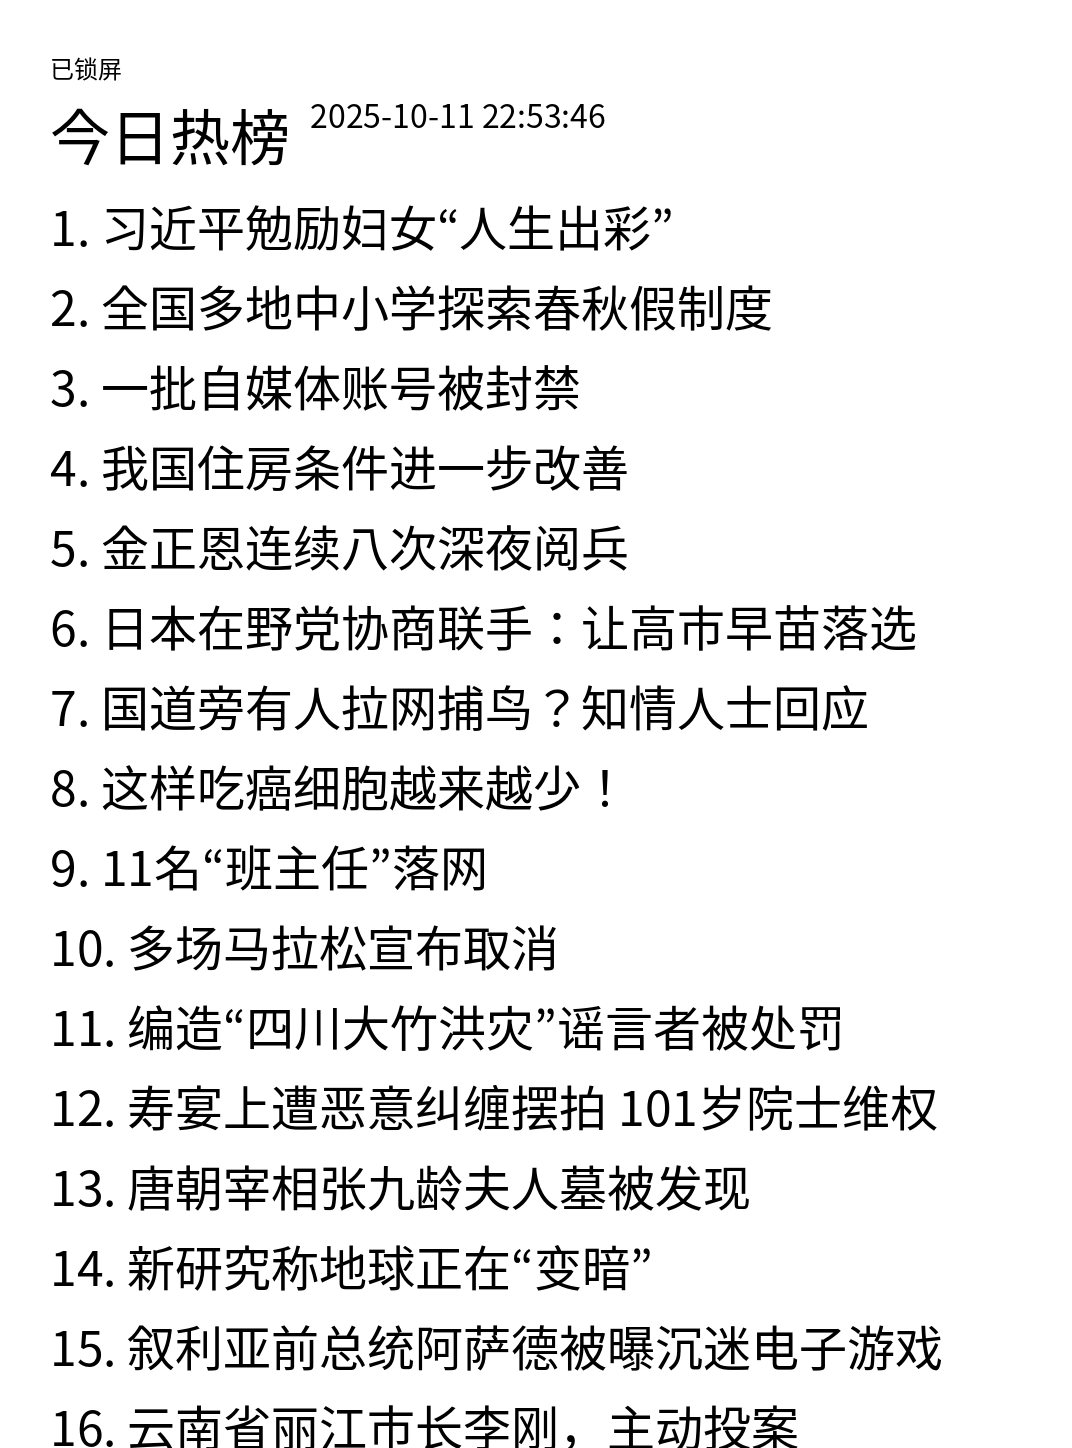 已锁屏
今日热榜 2025-10-11 22:53:46
1. 习近平勉励妇女“人生出彩”
2. 全国多地中小学探索春秋假制度
3. 一批自媒体账号被封禁
4. 我国住房条件进一步改善
5. 金正恩连续八次深夜阅兵
6. 日本在野党协商联手：让高市早苗落选
7. 国道旁有人拉网捕鸟？知情人士回应
8. 这样吃癌细胞越来越少！
9. 11名“班主任”落网
10. 多场马拉松宣布取消
11. 编造“四川大竹洪灾”谣言者被处罚
12. 寿宴上遭恶意纠缠摆拍 101岁院士维权
13. 唐朝宰相张九龄夫人墓被发现
14. 新研究称地球正在“变暗”
15. 叙利亚前总统阿萨德被曝沉迷电子游戏
16. 云南省丽江市长李刚，主动投案